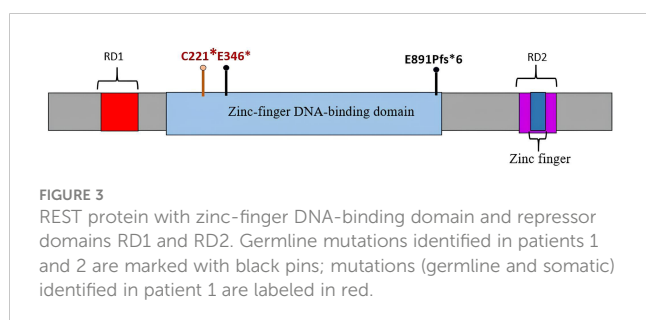 C221*E346*
RD1
E891Pfs*6
RD2
Zinc-finger DNA-binding domain
Zinc finger
FIGURE 3
REST protein with zinc-finger DNA-binding domain and repressor
domains RD1 and RD2. Germline mutations identified in patients 1
and 2 are marked with black pins; mutations (germline and somatic)
identified in patient 1 are labeled in red.